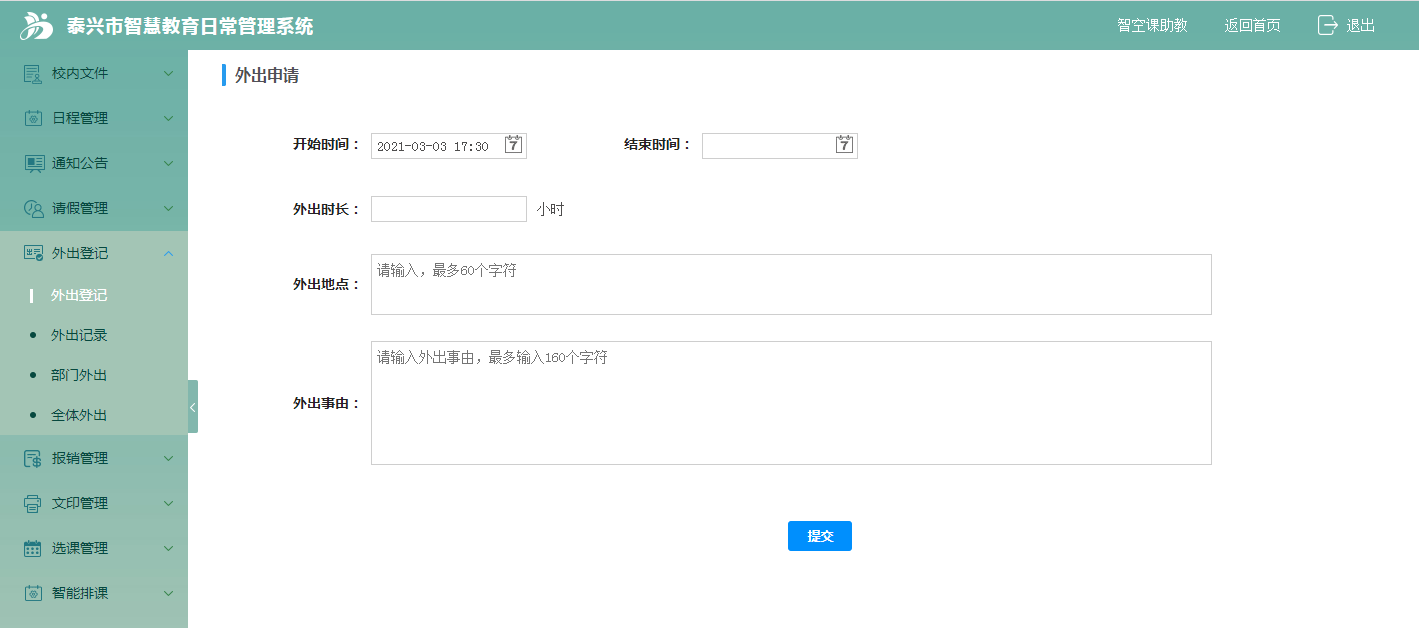 泰兴市智慧教育日常管理系统
智空课助教
返回首页
退出
校内文件
日程管理
通知公告
请假管理
外出登记
外出登记
外出记录
部门外出
全体外出
报销管理
文印管理
选课管理
智能排课
外出申请
开始时间：
2021-03-03 17:30
7
结束时间：
7
外出时长：
小时
外出地点：
请输入，最多60个字符
外出事由：
请输入外出事由，最多输入160个字符
提交